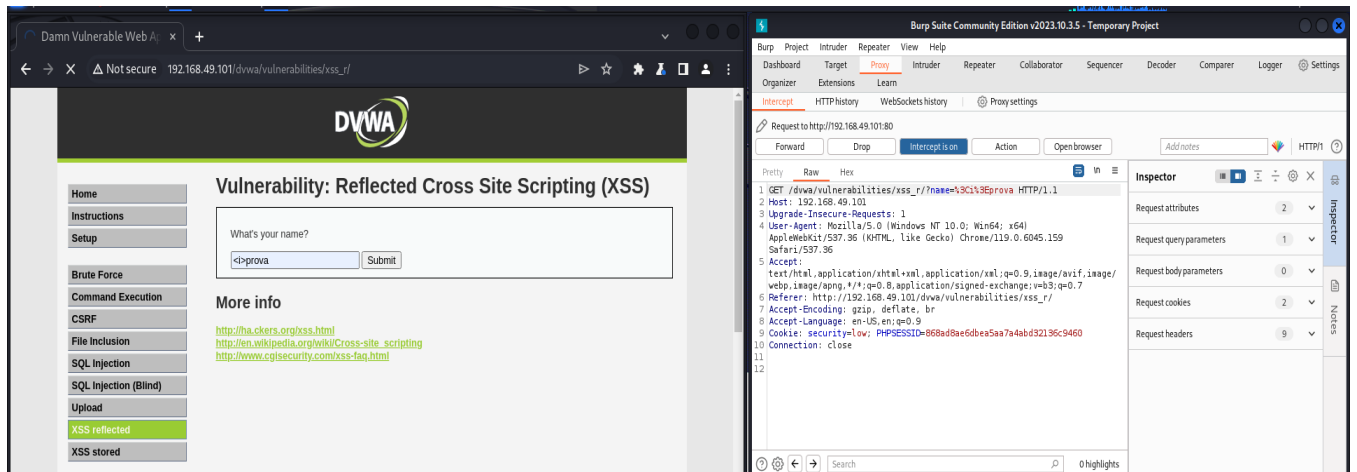 Damn Vulnerable Web Ap
Not secure 192.168.49.101/dvwa/vulnerabilities/xss_r/
DVWA
Home
Instructions
Setup
Brute Force
Command Execution
CSRF
File Inclusion
SQL Injection
SQL Injection (Blind)
Upload
XSS reflected
XSS stored
Vulnerability: Reflected Cross Site Scripting (XSS)
What's your name?
<i>prova Submit
More info
http://ha.ckers.org/xss.html
http://en.wikipedia.org/wiki/Cross-site_scripting
http://www.cgisecurity.com/xss-faq.html
Burp Suite Community Edition v2023.10.3.5 - Temporary Project
Burp Project Intruder Repeater View Help
Dashboard Target Proxy Intruder Repeater Collaborator Sequencer Decoder Comparer Logger Settings
Organizer Extensions Learn
Intercept HTTP history WebSockets history Proxy settings
Request to http://192.168.49.101:80
Forward Drop Intercept is on Action Open browser Add notes HTTP/1
Pretty Raw Hex \n
1 GET /dvwa/vulnerabilities/xss_r/?name=%3Ci%3Eprova HTTP/1.1
2 Host: 192.168.49.101
3 Upgrade-Insecure-Requests: 1
4 User-Agent: Mozilla/5.0 (Windows NT 10.0; Win64; x64)
AppleWebKit/537.36 (KHTML, like Gecko) Chrome/119.0.6045.159
Safari/537.36
5 Accept:
text/html,application/xhtml+xml,application/xml;q=0.9,image/avif,image/
webp,image/apng,*/*;q=0.8,application/signed-exchange;v=b3;q=0.7
6 Referer: http://192.168.49.101/dvwa/vulnerabilities/xss_r/
7 Accept-Encoding: gzip, deflate, br
8 Accept-Language: en-US,en;q=0.9
9 Cookie: security=low; PHPSESSID=868ad8ae6dbea5aa7a4abd32136c9460
10 Connection: close
11
12
Search 0 highlights
Inspector
Request attributes 2
Request query parameters 1
Request body parameters 0
Request cookies 2
Request headers 9
Inspector
Notes